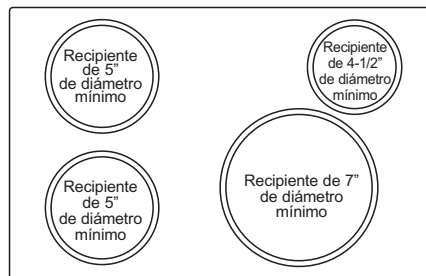 Recipiente
de 5”
de diámetro
mínimo
Recipiente
de 4-1/2”
de diámetro
mínimo
Recipiente
de 5”
de diámetro
mínimo
Recipiente de 7”
de diámetro
mínimo